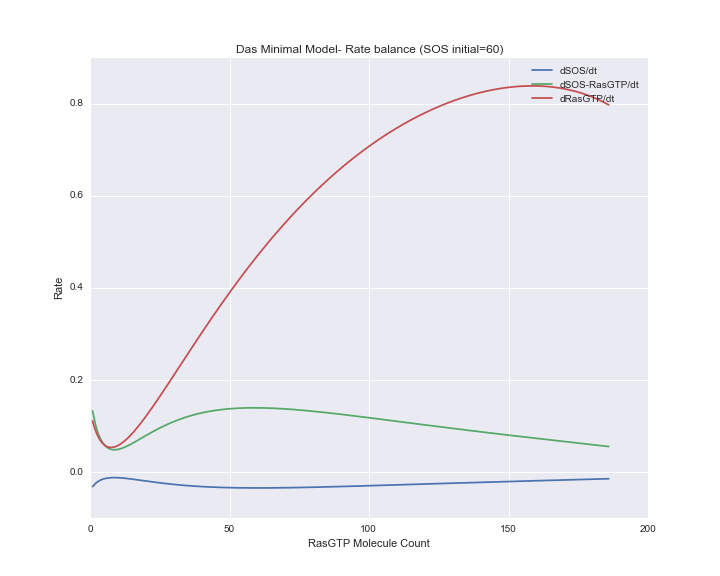 Das Minimal Model- Rate balance (SOS initial=60)
dSOS/dt
dSOS-RasGTP/dt
dRasGTP/dt
0.8
0.6
0.4
0.2
0.0
Rate
0 50 100 150 200
RasGTP Molecule Count